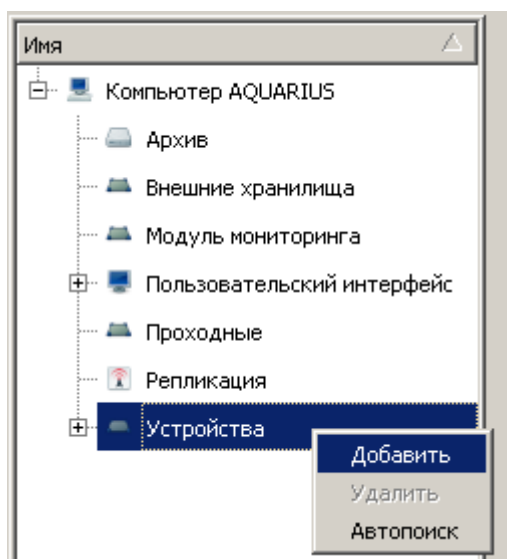 Имя
Компьютер AQUARIUS
Архив
Внешние хранилища
Модуль мониторинга
Пользовательский интерфейс
Проходные
Репликация
Устройства
Добавить
Удалить
Автопоиск